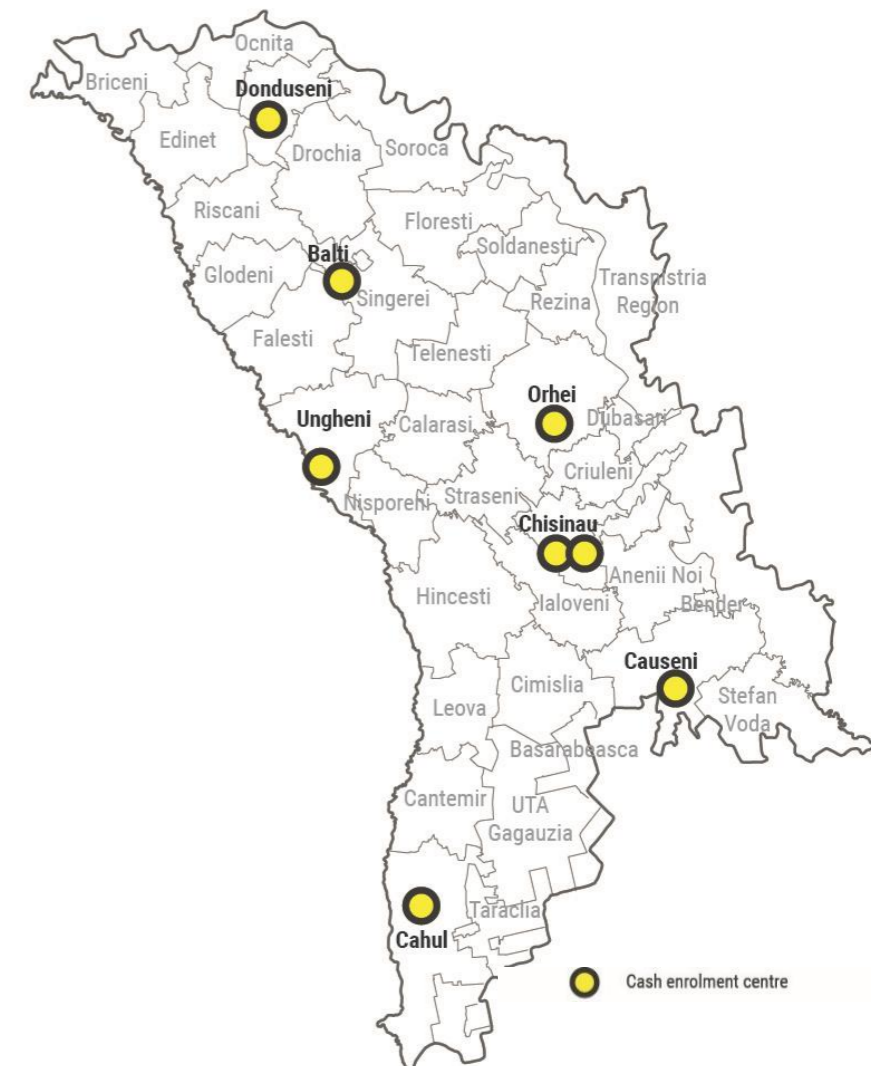 Ocnita
Briceni
Donduseni
Edinet
Drochia
Soroca
Riscani
Floresti
Soldanesti
Balti
Glodeni
Singerei
Rezina
Transnistria
Region
Falesti
Telenesti
Orhei
Ungheni
Calarasi
Dubasari
Criuleni
Nisporeni
Straseni
Chisinau
Hincesti
Ialoveni
Anenii Noi
Bender
Causeni
Cimislia
Leova
Stefan
Voda
Basarabeasca
Cantemir
UTA
Gagauzia
Taraclia
Cahul
Cash enrolment centre